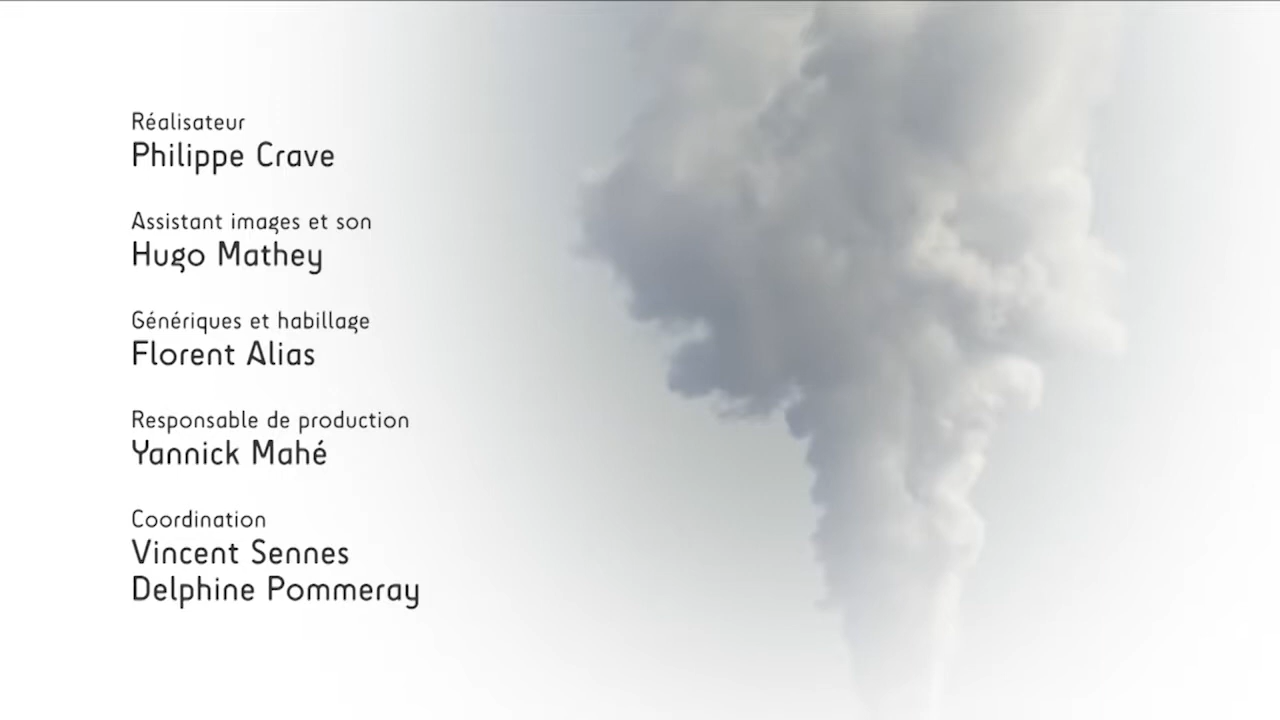 Réalisateur
Philippe Crave
Assistant images et son
Hugo Mathey
Génériques et habillage
Florent Alias
Responsable de production
Yannick Mahé
Coordination
Vincent Sennes
Delphine Pommeray